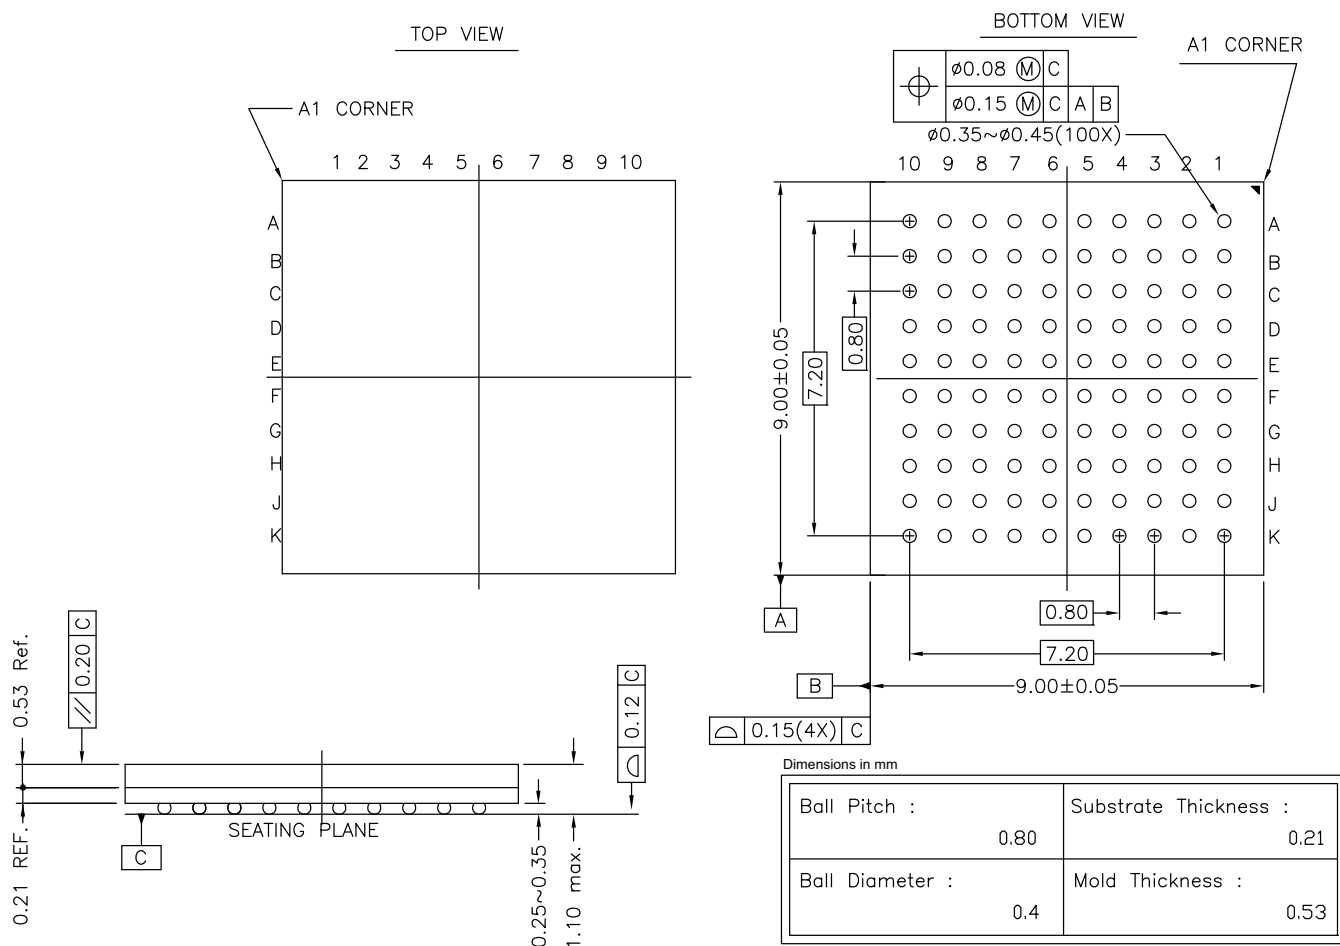 TOP VIEW
A1 CORNER
1 2 3 4 5 6 7 8 9 10
A
B
C
D
E
F
G
H
J
K
BOTTOM VIEW
A1 CORNER
⌀0.08 Ⓜ C
⌀0.15 Ⓜ C A B
⌀0.35~⌀0.45(100X)
10 9 8 7 6 5 4 3 2 1
A
B
C
D
E
F
G
H
J
K
9.00±0.05
7.20
0.80
A
0.80
7.20
B
9.00±0.05
0.15(4X) C
0.53 Ref.
0.21 REF.
// 0.20 C
0.12 C
SEATING PLANE
C
0.25~0.35
1.10 max.
Dimensions in mm
Ball Pitch :
0.80
Substrate Thickness :
0.21
Ball Diameter :
0.4
Mold Thickness :
0.53